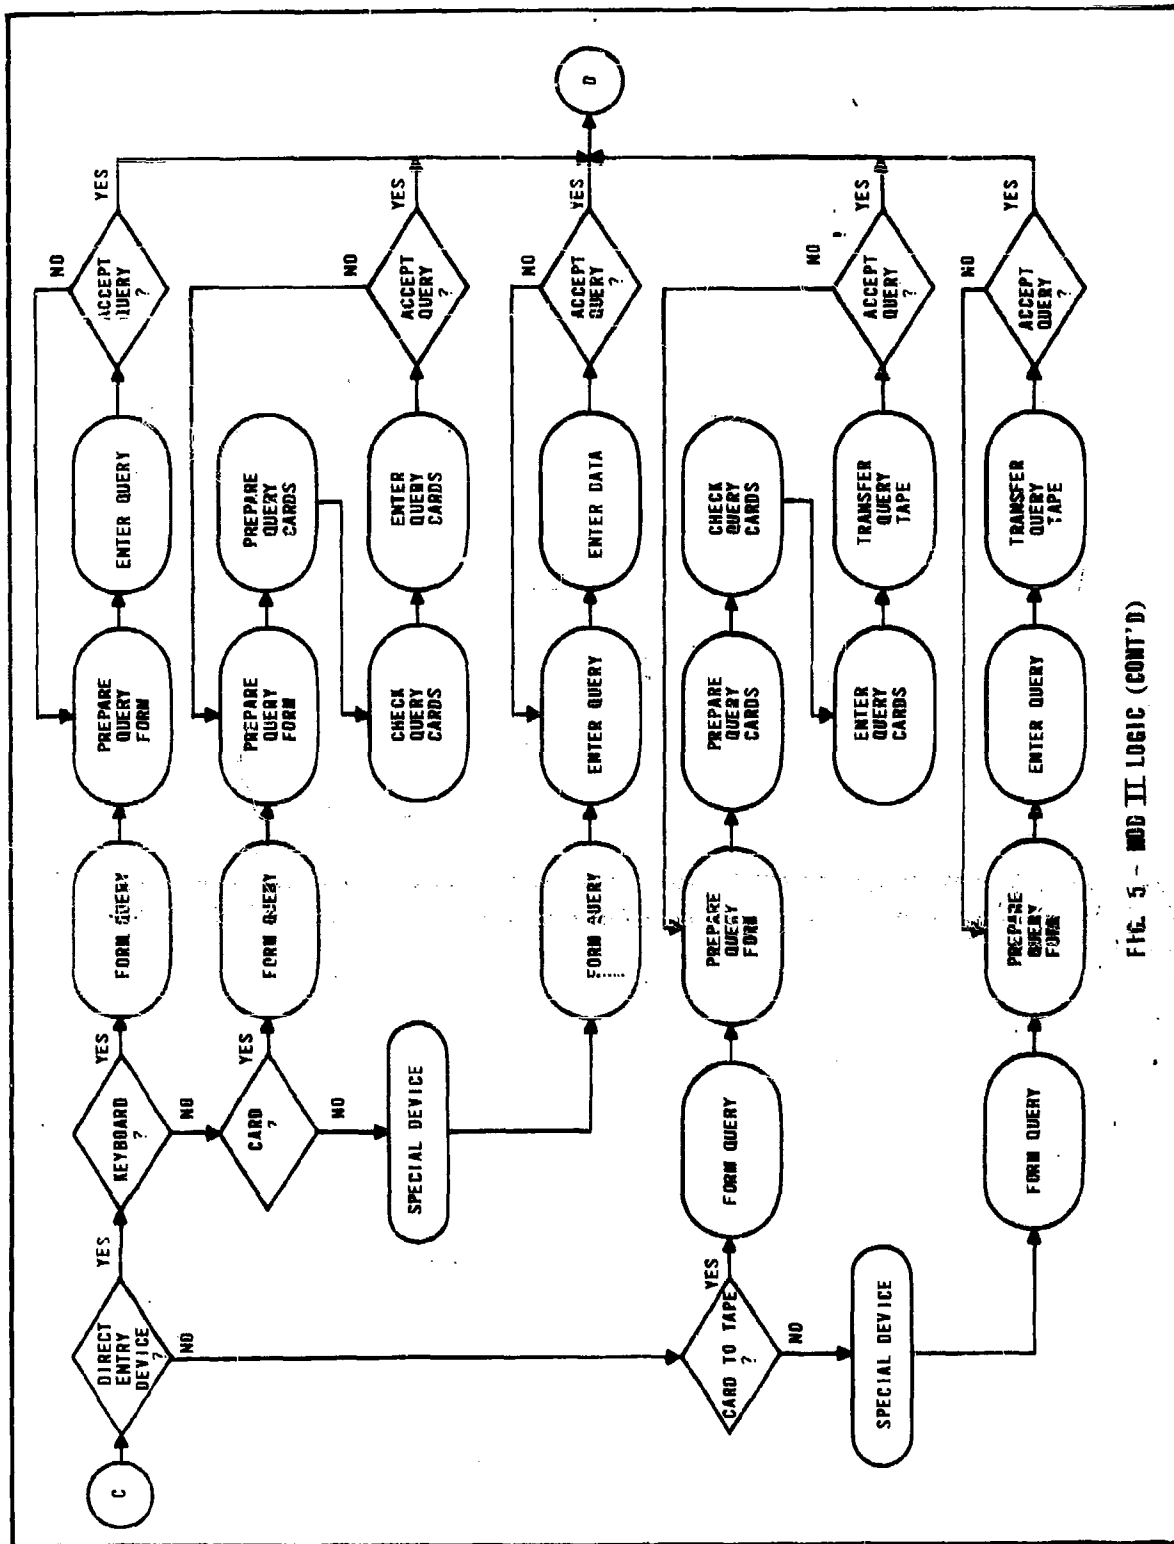 C
DIRECT
ENTRY
DEVICE
?
YES
NO
KEYBOARD
?
YES
NO
FORM QUERY
PREPARE
QUERY
FORM
ENTER QUERY
ACCEPT
QUERY
?
NO
YES
CARD
?
YES
NO
FORM QUERY
PREPARE
QUERY
FORM
PREPARE
QUERY
CARDS
CHECK
QUERY
CARDS
ENTER
QUERY
CARDS
ACCEPT
QUERY
?
NO
YES
SPECIAL DEVICE
FORM QUERY
ENTER QUERY
ENTER DATA
ACCEPT
QUERY
?
NO
YES
D
CARD TO TAPE
?
YES
NO
FORM QUERY
PREPARE
QUERY
FORM
PREPARE
QUERY
CARDS
CHECK
QUERY
CARDS
ENTER
QUERY
CARDS
TRANSFER
QUERY
TAPE
ACCEPT
QUERY
?
NO
YES
SPECIAL DEVICE
FORM QUERY
PREPARE
QUERY
FORM
ENTER QUERY
TRANSFER
QUERY
TAPE
ACCEPT
QUERY
?
NO
YES
FIG. 5 - MOD II LOGIC (CONT'D)